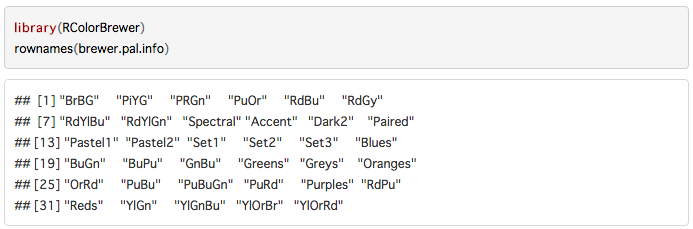 library(RColorBrewer)
rownames(brewer.pal.info)
## [1] "BrBG" "PiYG" "PRGn" "PuOr" "RdBu" "RdGy"
## [7] "RdYlBu" "RdYlGn" "Spectral" "Accent" "Dark2" "Paired"
## [13] "Pastel1" "Pastel2" "Set1" "Set2" "Set3" "Blues"
## [19] "BuGn" "BuPu" "GnBu" "Greens" "Greys" "Oranges"
## [25] "OrRd" "PuBu" "PuBuGn" "PuRd" "Purples" "RdPu"
## [31] "Reds" "YlGn" "YlGnBu" "YlOrBr" "YlOrRd"